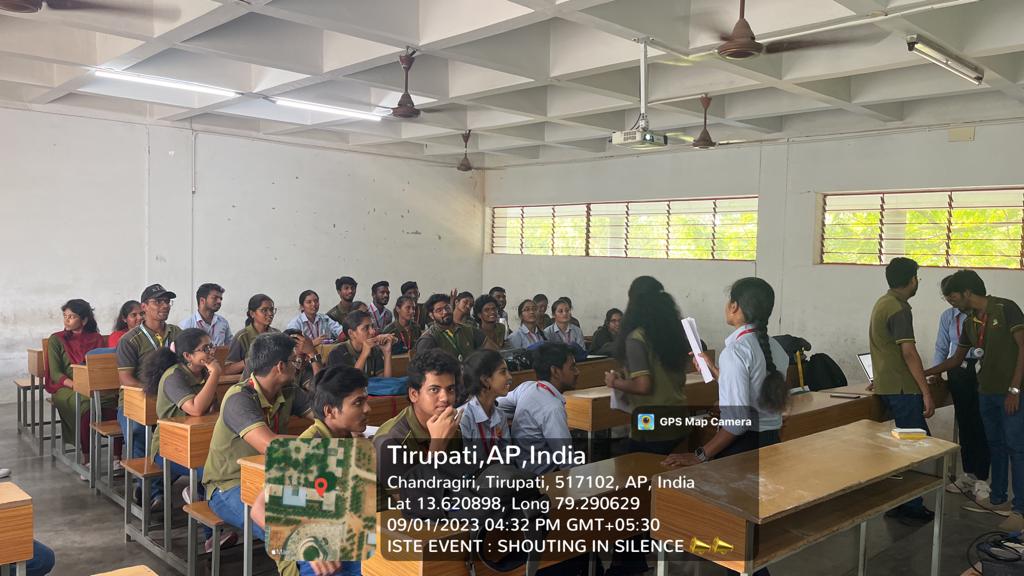 GPS Map Camera
Tirupati,AP,India
Chandragiri, Tirupati, 517102, AP, India
Lat 13.620898, Long 79.290629
09/01/2023 04:32 PM GMT+05:30
ISTE EVENT : SHOUTING IN SILENCE 📣📣